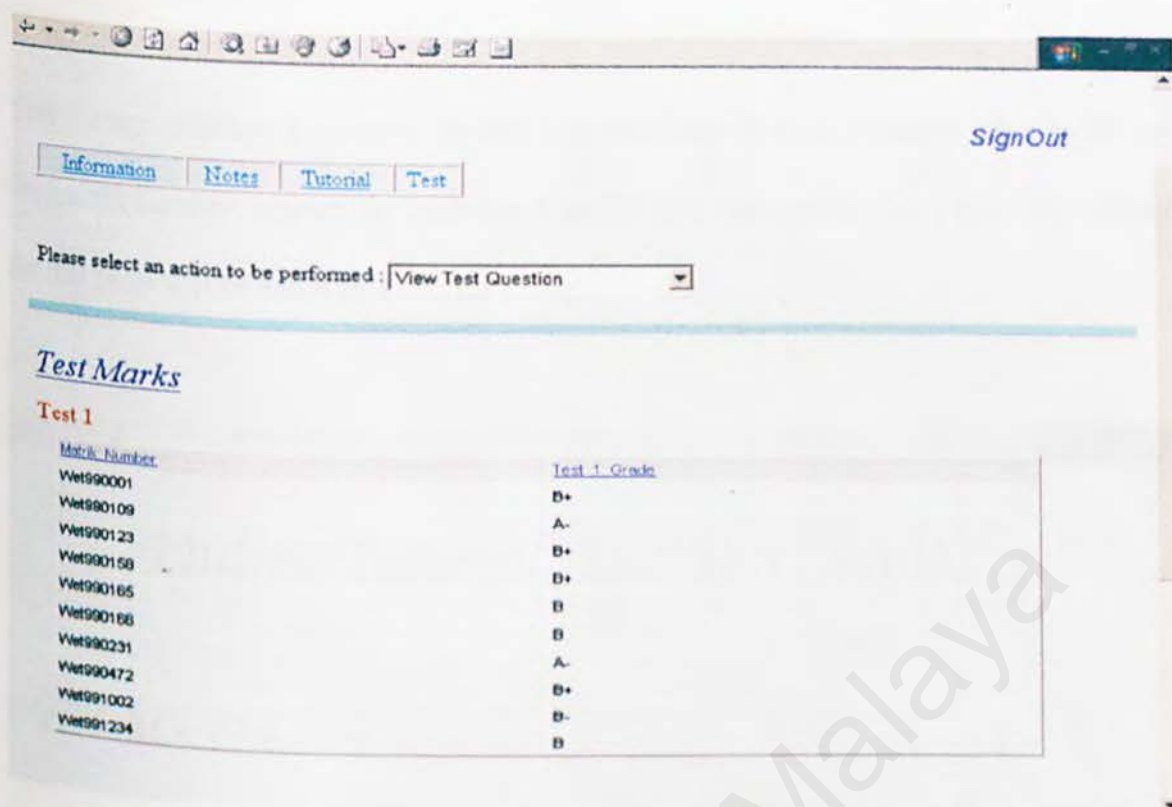 SignOut
Information Notes Tutorial Test
Please select an action to be performed : View Test Question
Test Marks
Test 1
Matrik Number Test 1 Grade
Wet990001 B+
Wet990109 A-
Wet990123 B+
Wet990158 B+
Wet990165 B
Wet990166 B
Wet990231 A-
Wet990472 B+
Wet991002 B-
Wet991234 B
Malaya